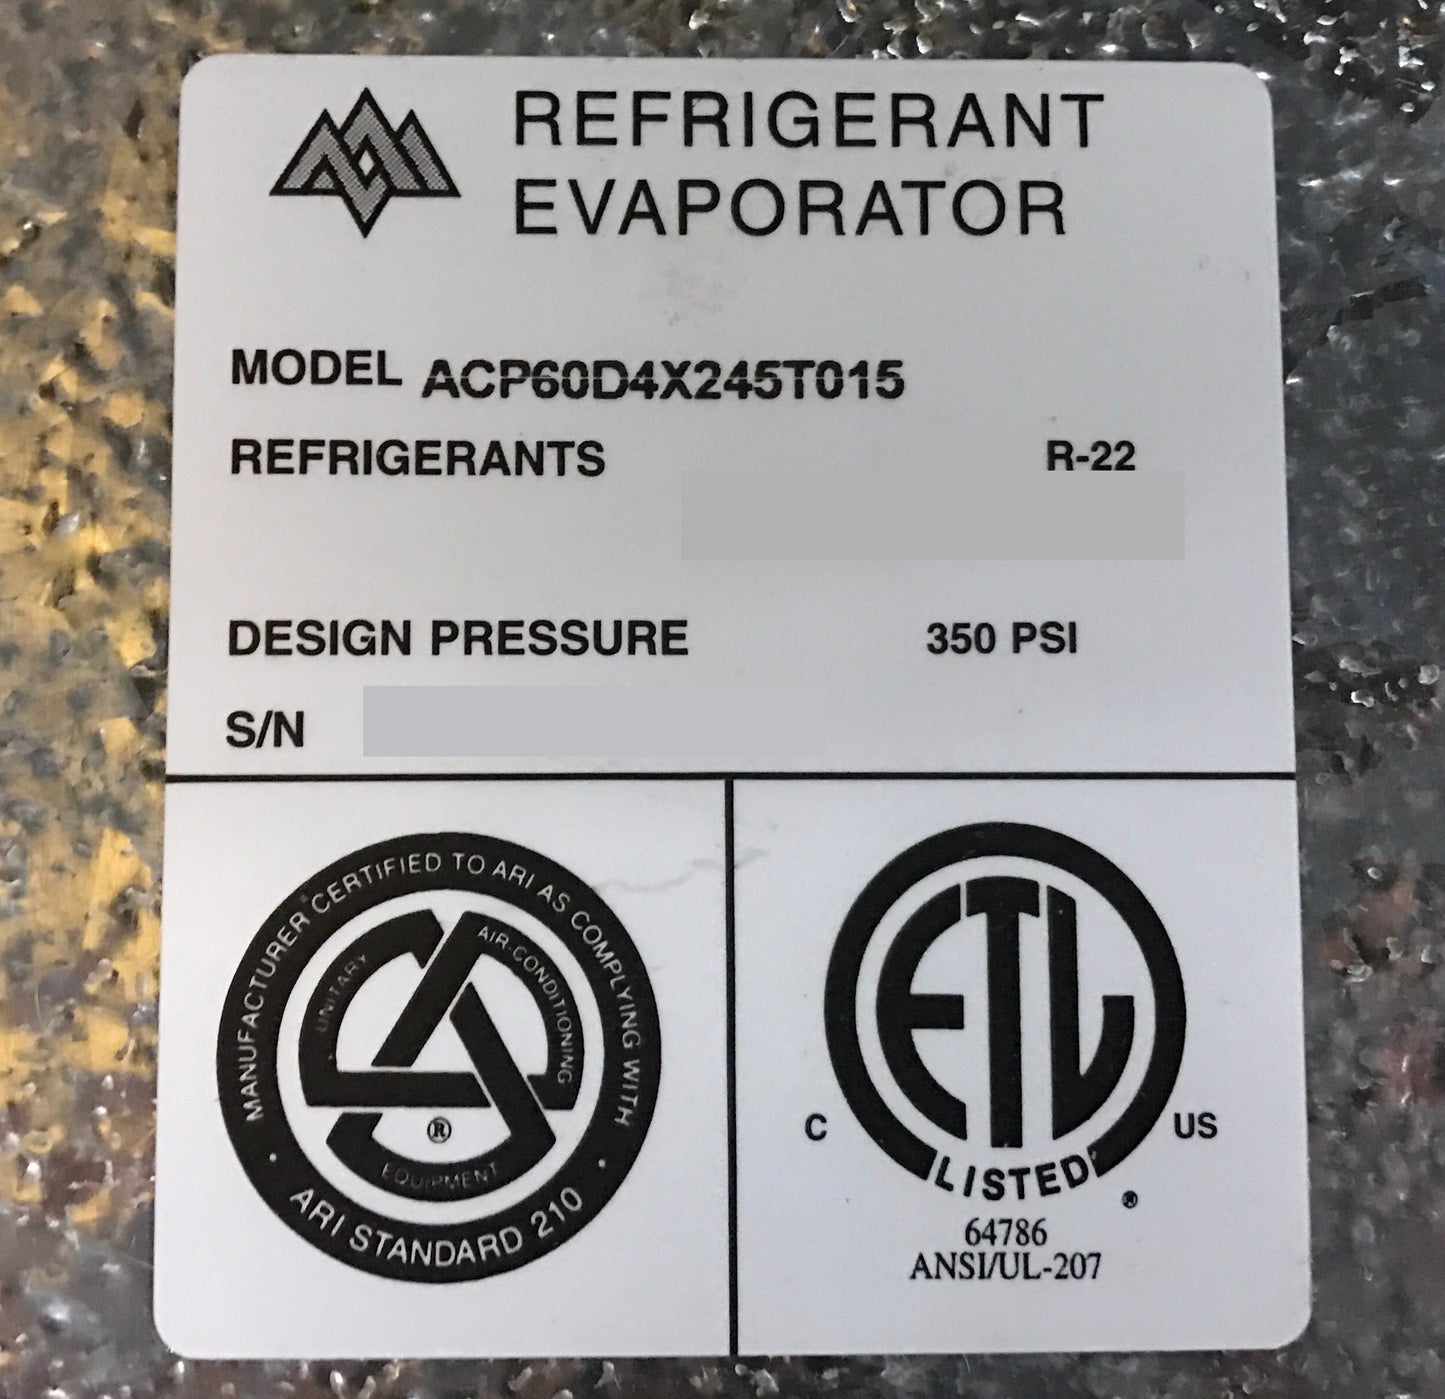 REFRIGERANT
EVAPORATOR
MODEL ACP60D4X245T015
REFRIGERANTS R-22
DESIGN PRESSURE 350 PSI
S/N
MANUFACTURER CERTIFIED TO ARI AS COMPLYING WITH
UNITARY
AIR-CONDITIONING
EQUIPMENT
®
· ARI STANDARD 210 ·
ETL
C US
LISTED
®
64786
ANSI/UL-207